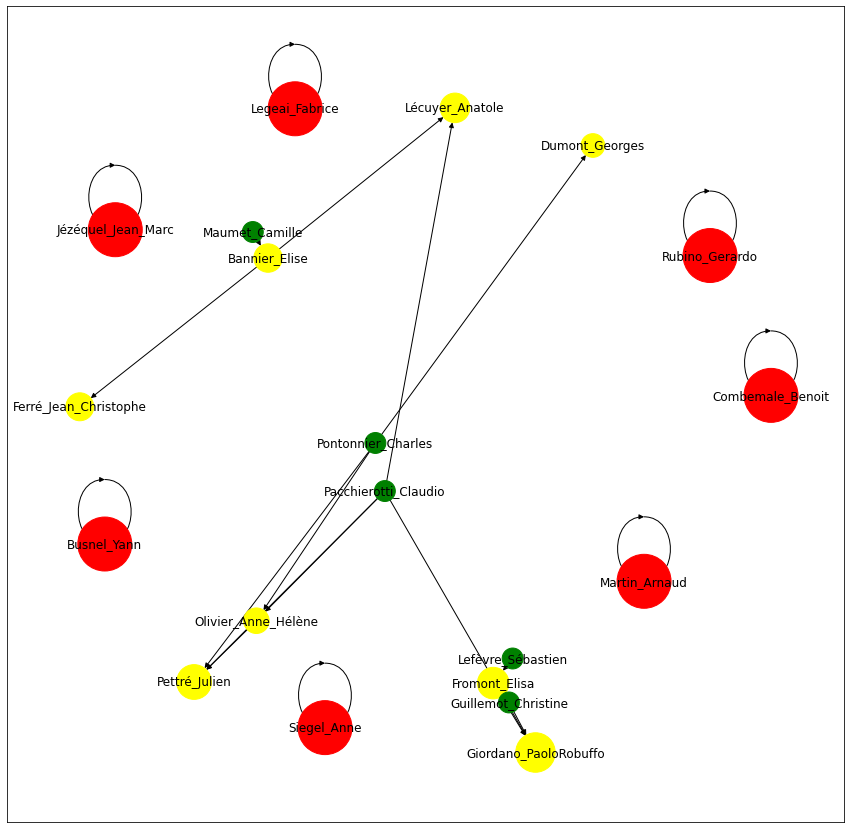 Legeai_Fabrice
Lécuyer_Anatole
Dumont_Georges
Jézéquel_Jean_Marc
Maumet_Camille
Bannier_Elise
Rubino_Gerardo
Combemale_Benoit
Ferré_Jean_Christophe
Pontonnier_Charles
Pacchierotti_Claudio
Busnel_Yann
Martin_Arnaud
Olivier_Anne_Hélène
Lefèvre_Sébastien
Pettré_Julien
Fromont_Elisa
Guillemot_Christine
Siegel_Anne
Giordano_PaoloRobuffo